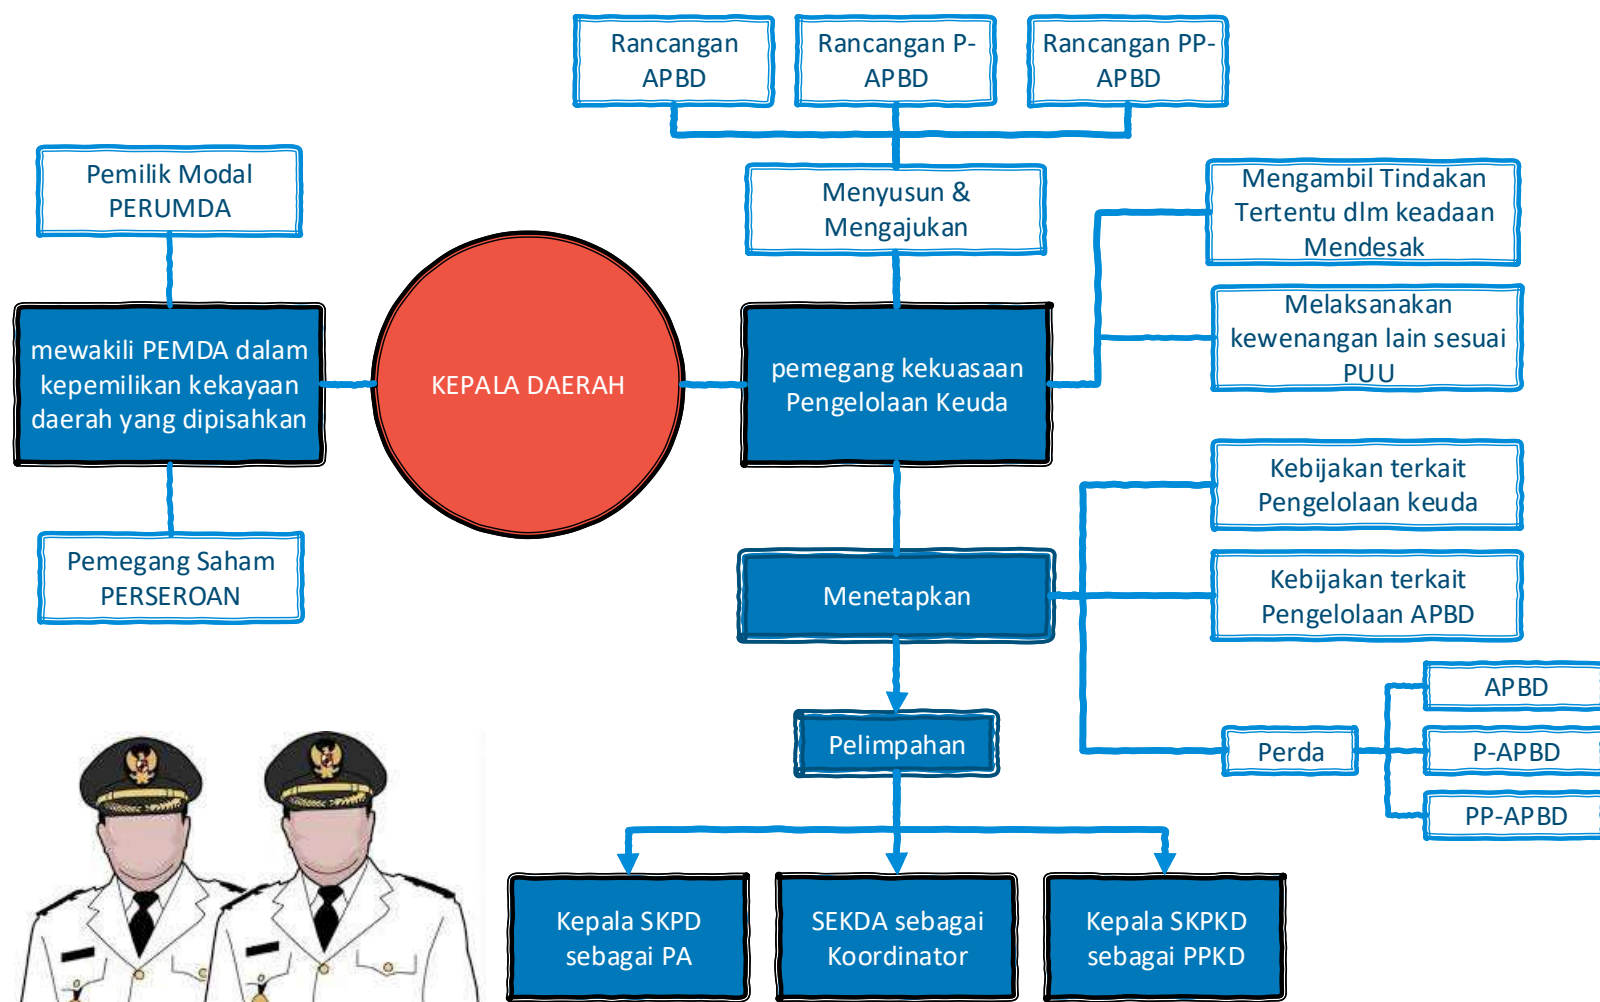 Rancangan
APBD
Rancangan P-
APBD
Rancangan PP-
APBD
Pemilik Modal
PERUMDA
Menyusun &
Mengajukan
Mengambil Tindakan
Tertentu dlm keadaan
Mendesak
Melaksanakan
kewenangan lain sesuai
PUU
mewakili PEMDA dalam
kepemilikan kekayaan
daerah yang dipisahkan
KEPALA DAERAH
pemegang kekuasaan
Pengelolaan Keuda
Kebijakan terkait
Pengelolaan keuda
Pemegang Saham
PERSEROAN
Menetapkan
Kebijakan terkait
Pengelolaan APBD
Pelimpahan
Perda
APBD
P-APBD
PP-APBD
Kepala SKPD
sebagai PA
SEKDA sebagai
Koordinator
Kepala SKPKD
sebagai PPKD